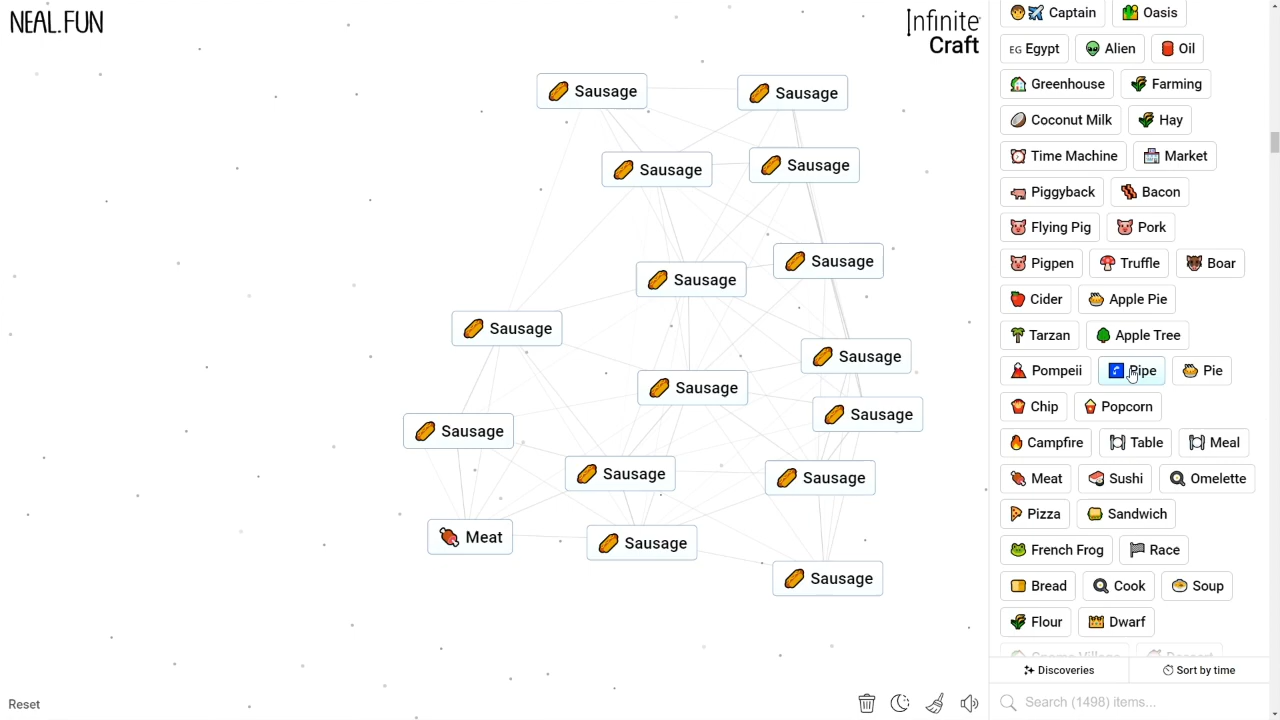 NEAL.FUN
Infinite
Craft
Sausage
Sausage
Sausage
Sausage
Sausage
Sausage
Sausage
Sausage
Sausage
Sausage
Sausage
Sausage
Sausage
Meat
Sausage
Sausage
Reset
Captain Oasis
EG Egypt Alien Oil
Greenhouse Farming
Coconut Milk Hay
Time Machine Market
Piggyback Bacon
Flying Pig Pork
Pigpen Truffle Boar
Cider Apple Pie
Tarzan Apple Tree
Pompeii Pipe Pie
Chip Popcorn
Campfire Table Meal
Meat Sushi Omelette
Pizza Sandwich
French Frog Race
Bread Cook Soup
Flour Dwarf
Gnome Village Dessert
Discoveries Sort by time
Search (1498) items...